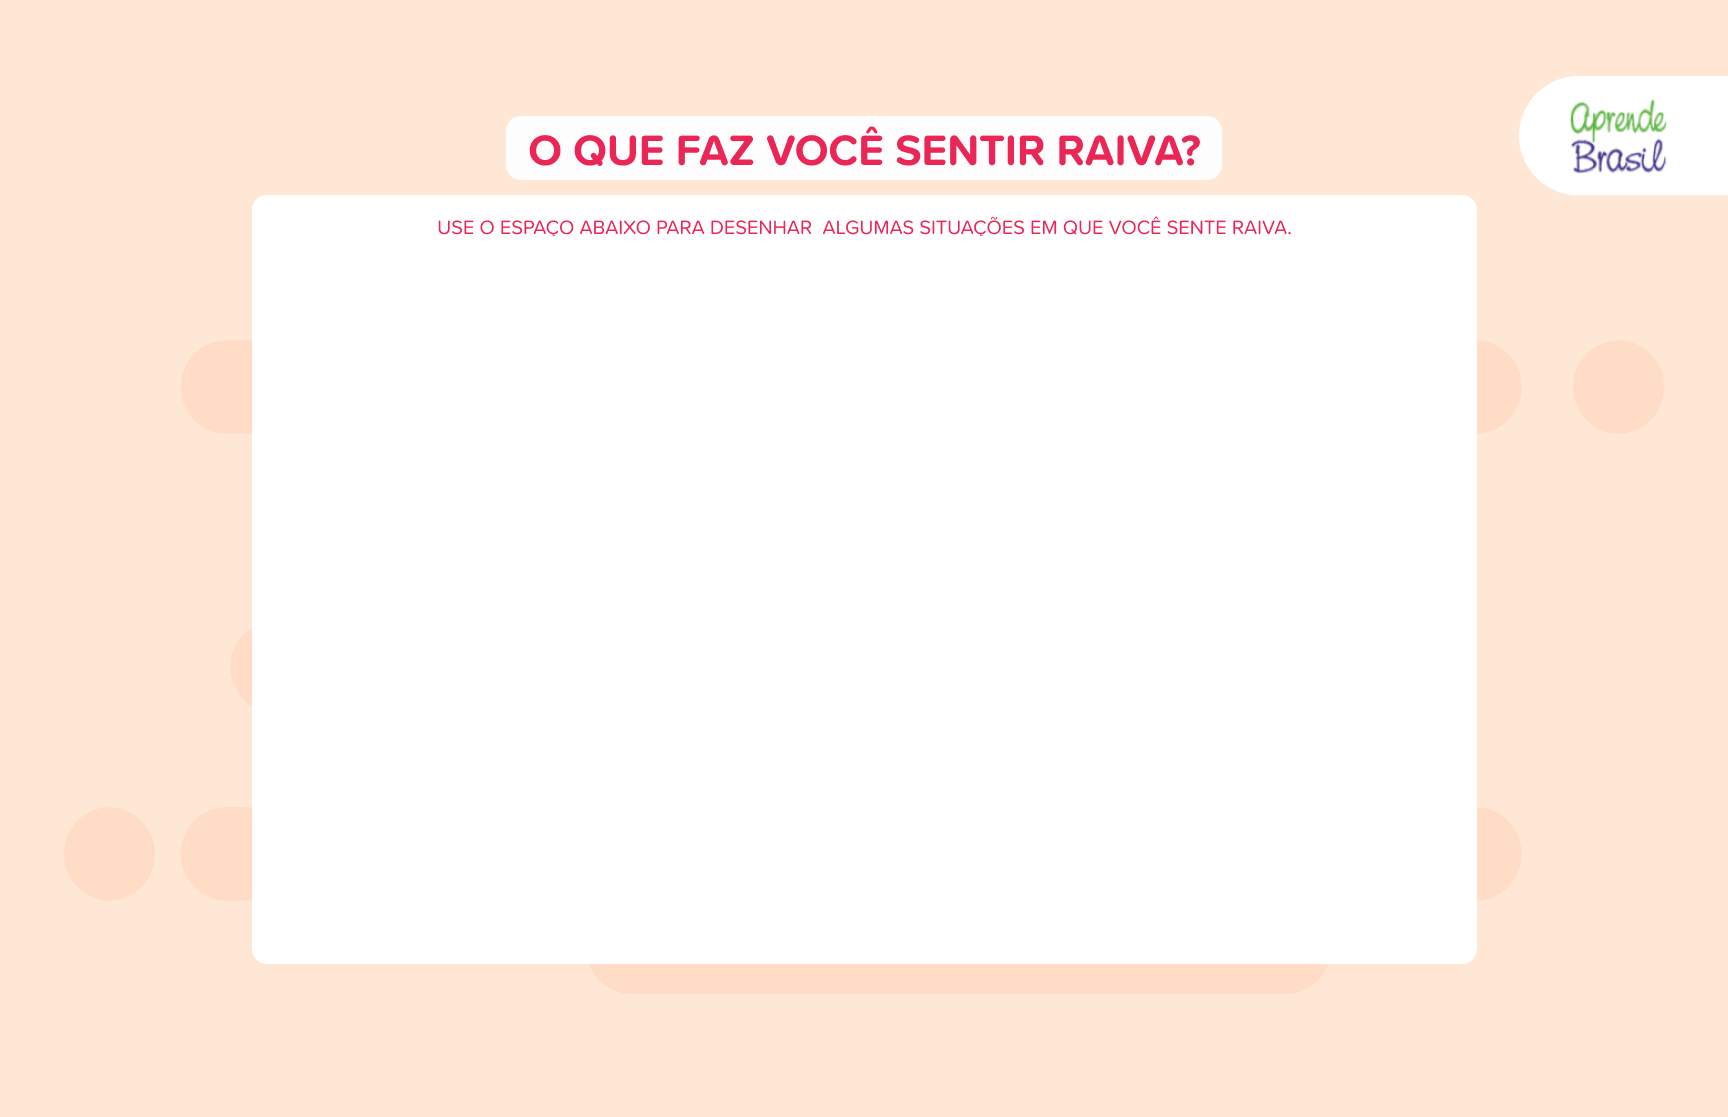 O QUE FAZ VOCÊ SENTIR RAIVA?
aprende
Brasil
USE O ESPAÇO ABAIXO PARA DESENHAR  ALGUMAS SITUAÇÕES EM QUE VOCÊ SENTE RAIVA.